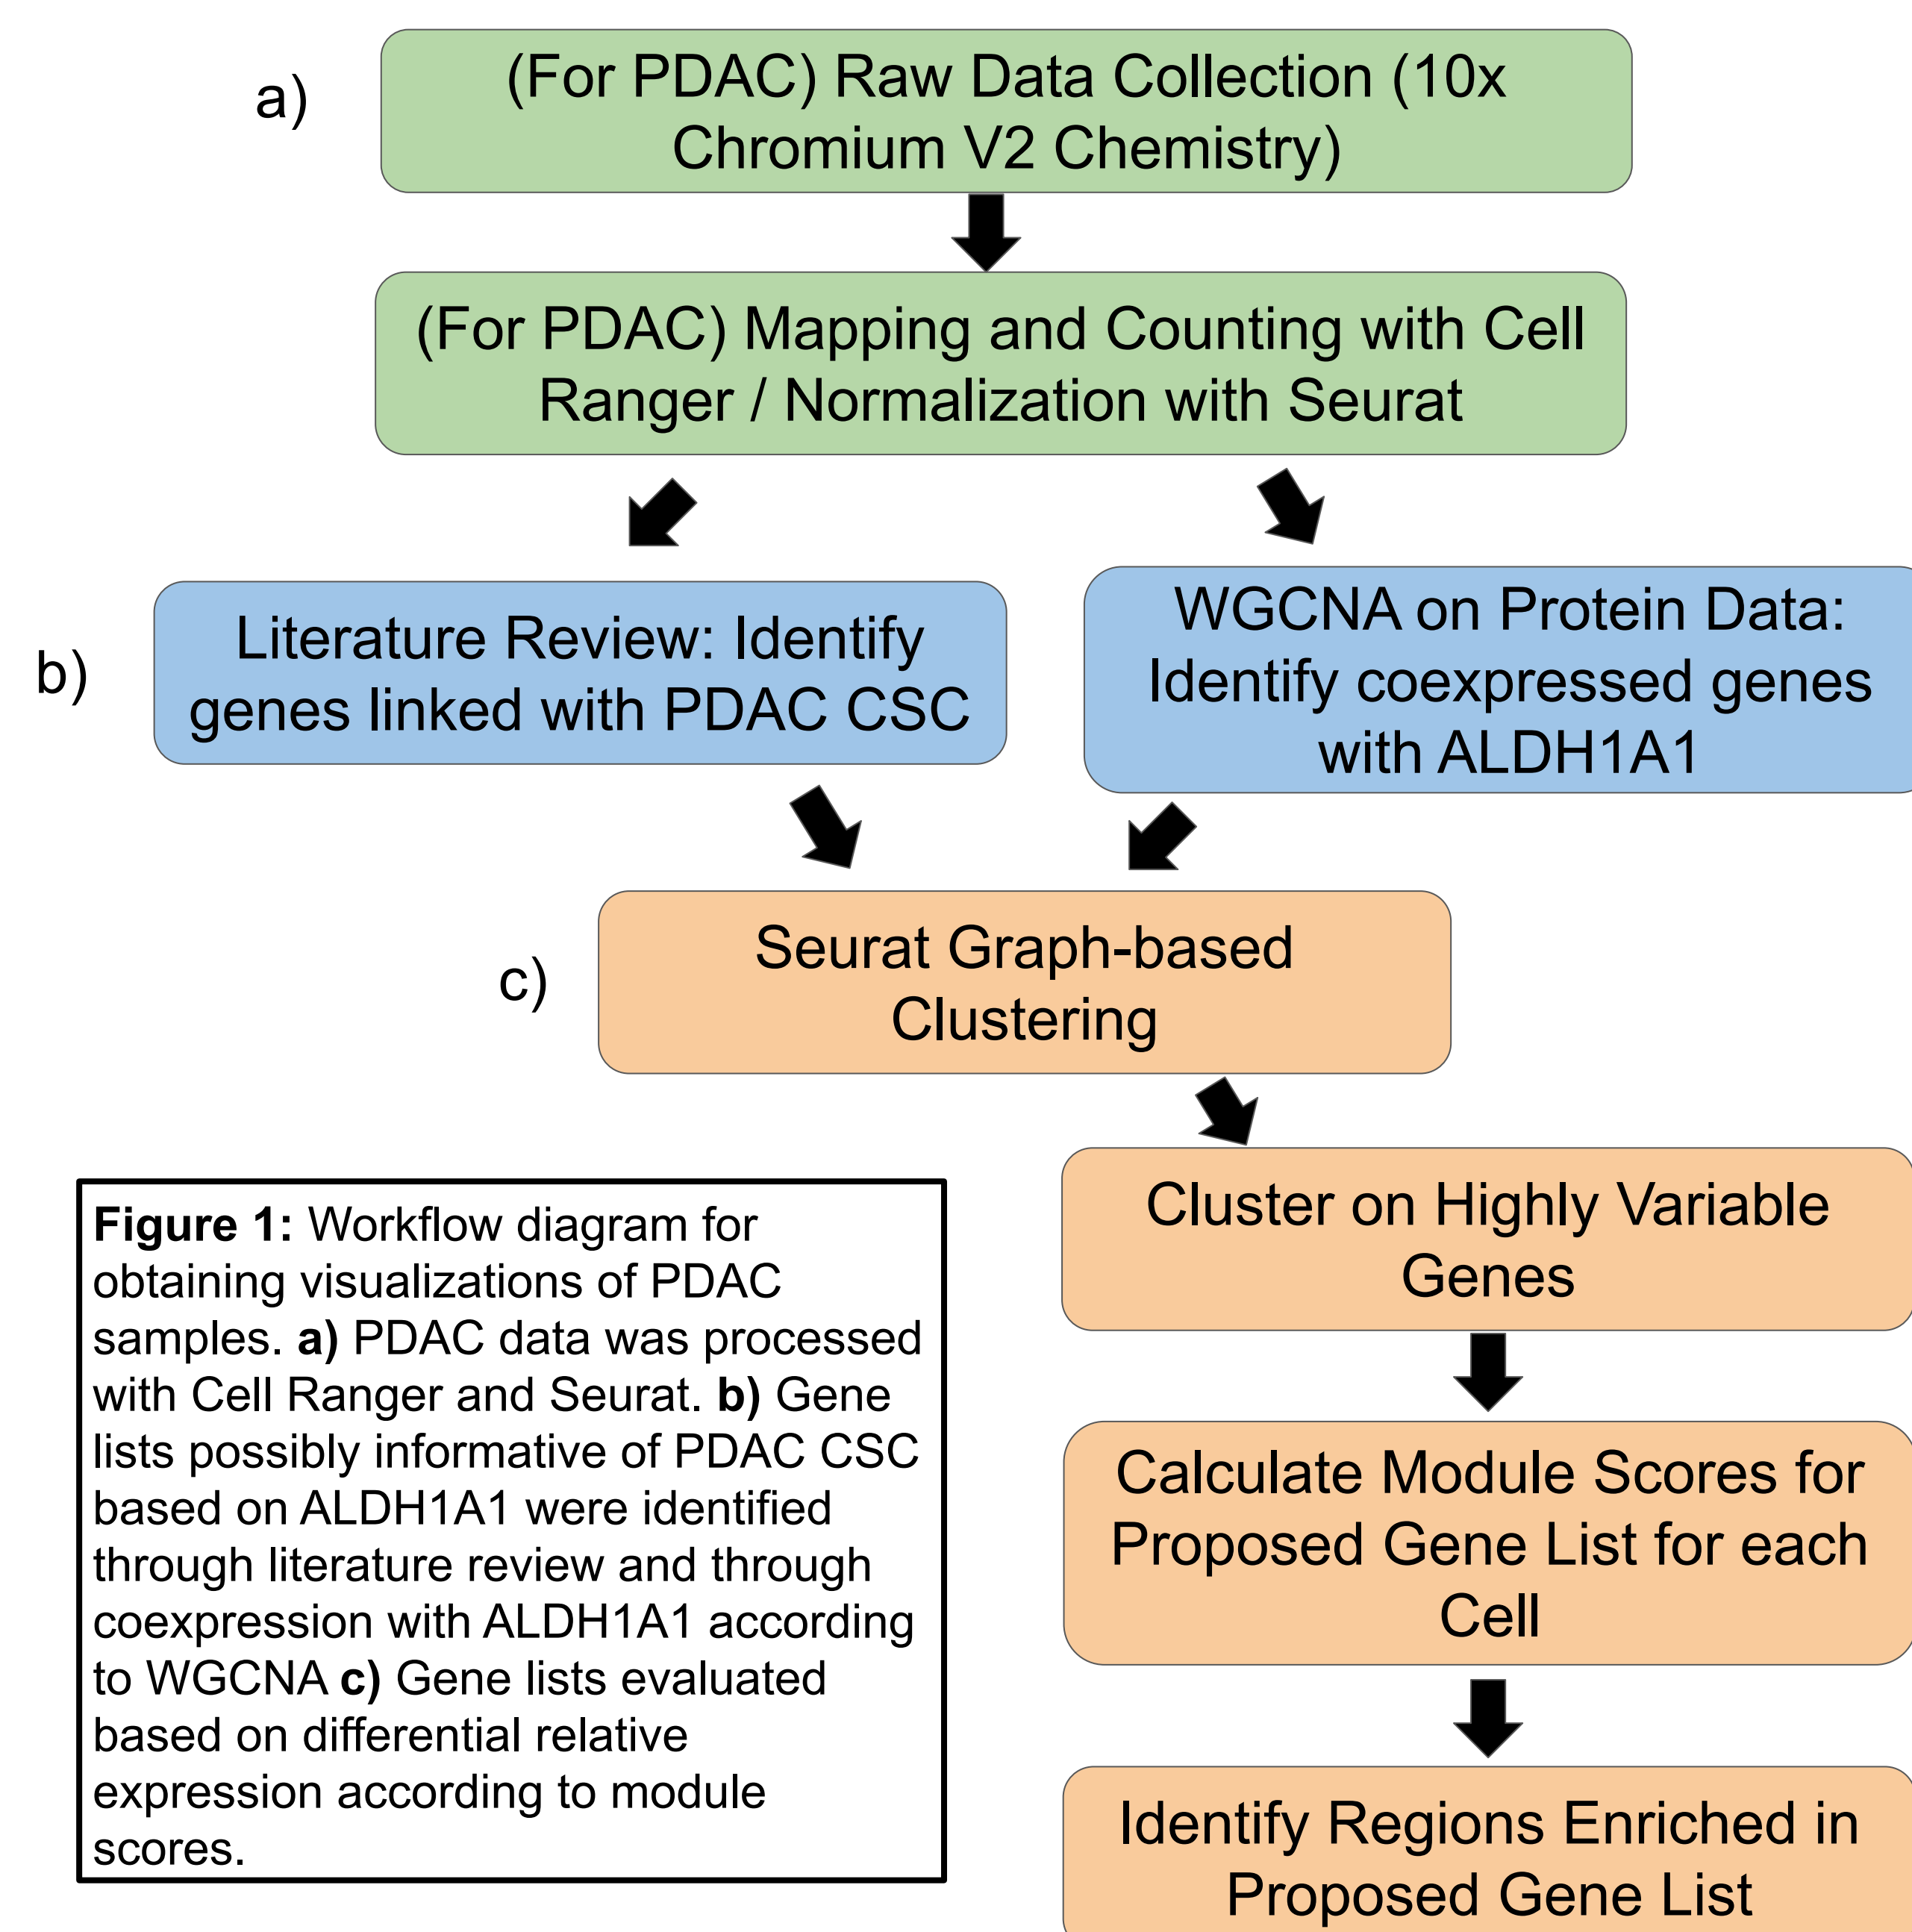 a)
(For PDAC) Raw Data Collection (10x
Chromium V2 Chemistry)
(For PDAC) Mapping and Counting with Cell
Ranger / Normalization with Seurat
b)
Literature Review: Identify
genes linked with PDAC CSC
WGCNA on Protein Data:
Identify coexpressed genes
with ALDH1A1
c)
Seurat Graph-based
Clustering
Cluster on Highly Variable
Genes
Calculate Module Scores for
Proposed Gene List for each
Cell
Identify Regions Enriched in
Proposed Gene List
Figure 1: Workflow diagram for
obtaining visualizations of PDAC
samples. a) PDAC data was processed
with Cell Ranger and Seurat. b) Gene
lists possibly informative of PDAC CSC
based on ALDH1A1 were identified
through literature review and through
coexpression with ALDH1A1 according
to WGCNA c) Gene lists evaluated
based on differential relative
expression according to module
scores.